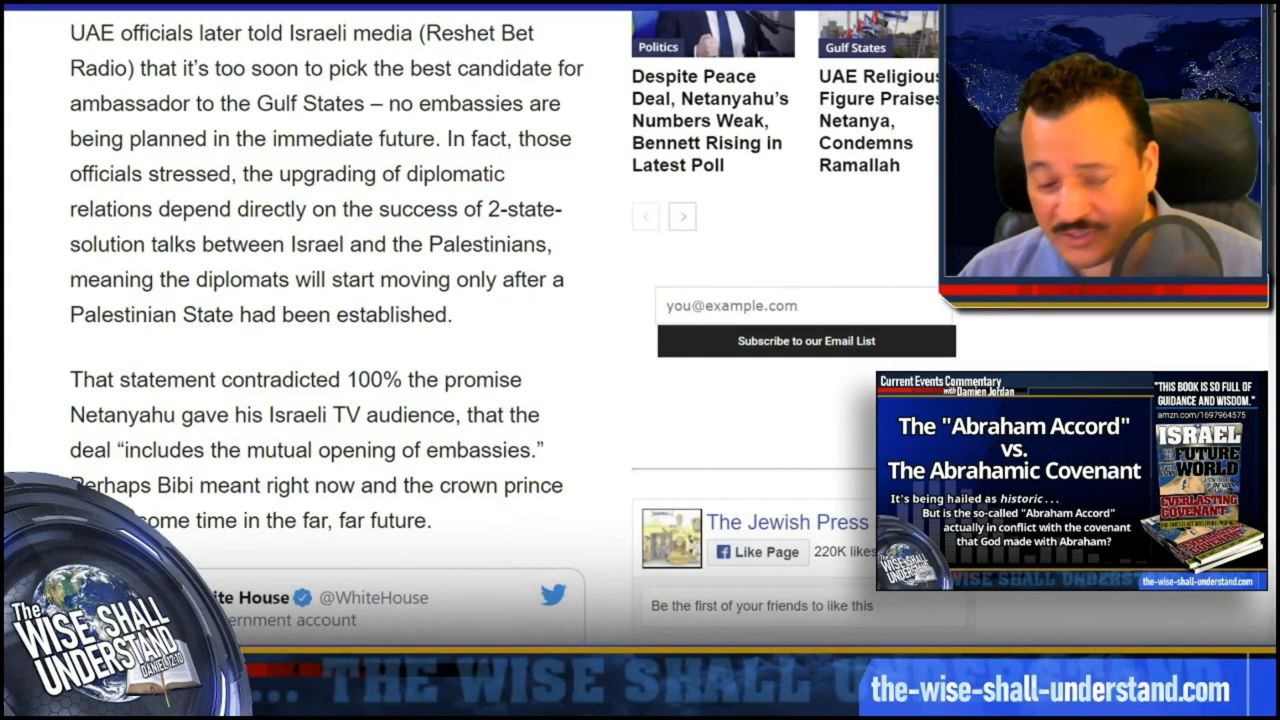 UAE officials later told Israeli media (Reshet Bet
Radio) that it's too soon to pick the best candidate for
ambassador to the Gulf States – no embassies are
being planned in the immediate future. In fact, those
officials stressed, the upgrading of diplomatic
relations depend directly on the success of 2-state-
solution talks between Israel and the Palestinians,
meaning the diplomats will start moving only after a
Palestinian State had been established.
That statement contradicted 100% the promise
Netanyahu gave his Israeli TV audience, that the
deal “includes the mutual opening of embassies.”
Perhaps Bibi meant right now and the crown prince
some time in the far, far future.
ite House @WhiteHouse
ernment account
Politics
Despite Peace
Deal, Netanyahu's
Numbers Weak,
Bennett Rising in
Latest Poll
Gulf States
UAE Religious
Figure Praises
Netanya,
Condemns
Ramallah
you@example.com
Subscribe to our Email List
The Jewish Press
Like Page
220K likes
Be the first of your friends to like this
Current Events Commentary
with Damien Jordan
The "Abraham Accord"
vs.
The Abrahamic Covenant
It's being hailed as historic . . .
But is the so-called "Abraham Accord"
actually in conflict with the covenant
that God made with Abraham?
"THIS BOOK IS SO FULL OF
GUIDANCE AND WISDOM."
amzn.com/1697964575
ISRAEL
FUTURE
WORLD
EVERLASTING
COVENANT
THE WISE SHALL UNDERSTAND
WISE SHALL UNDERST
the-wise-shall-understand.com
The
WISE SHALL
UNDERSTAND
DANIEL 12:10
... THE WISE SHALL U
the-wise-shall-understand.com